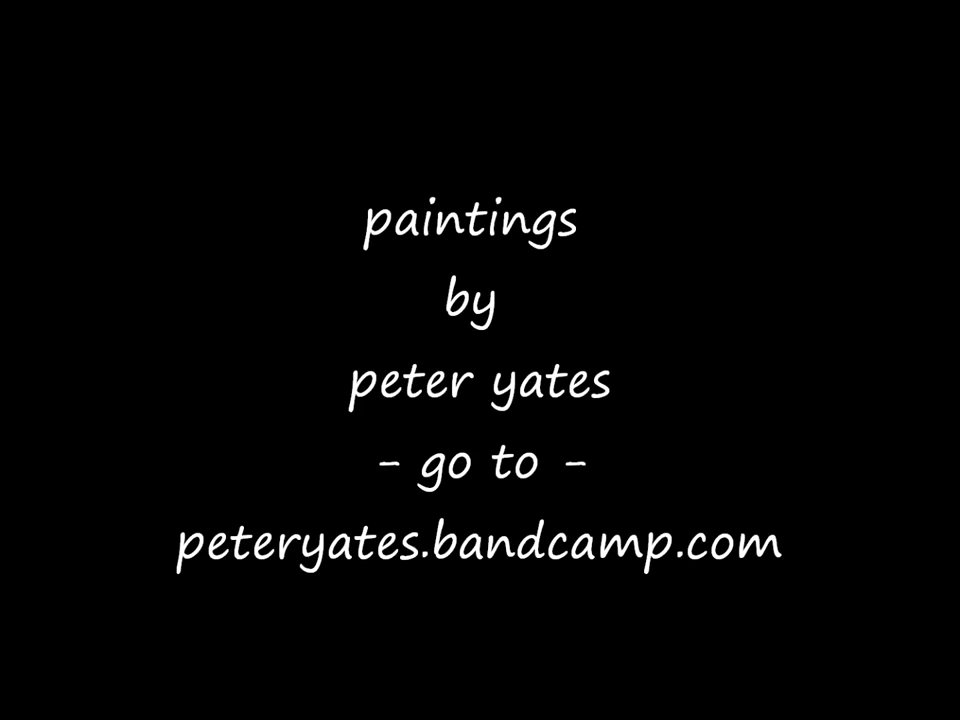 paintings
by
peter yates
- go to -
peteryates.bandcamp.com